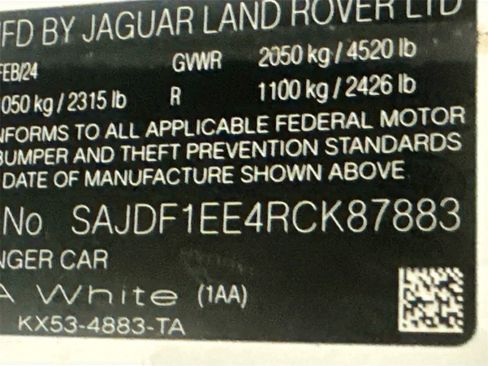 MFD BY JAGUAR LAND ROVER LTD
FEB/24 GVWR 2050 kg / 4520 lb
1050 kg / 2315 lb R 1100 kg / 2426 lb
NFORMS TO ALL APPLICABLE FEDERAL MOTOR
BUMPER AND THEFT PREVENTION STANDARDS
DATE OF MANUFACTURE SHOWN ABOVE
No SAJDF1EE4RCK87883
NGER CAR
A White (1AA)
KX53-4883-TA